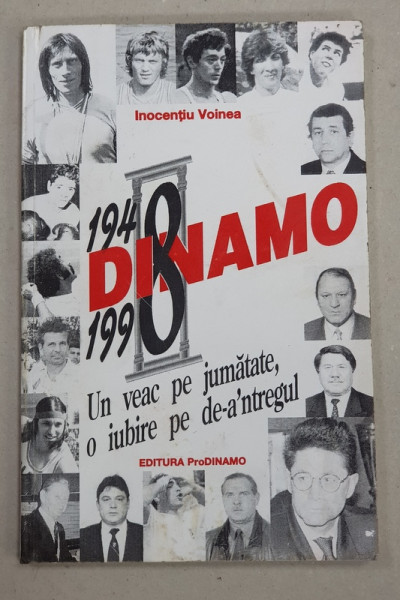 Inocențiu Voinea
1948
DINAMO
1998
Un veac pe jumătate,
o iubire pe de-a'ntregul
EDITURA ProDINAMO